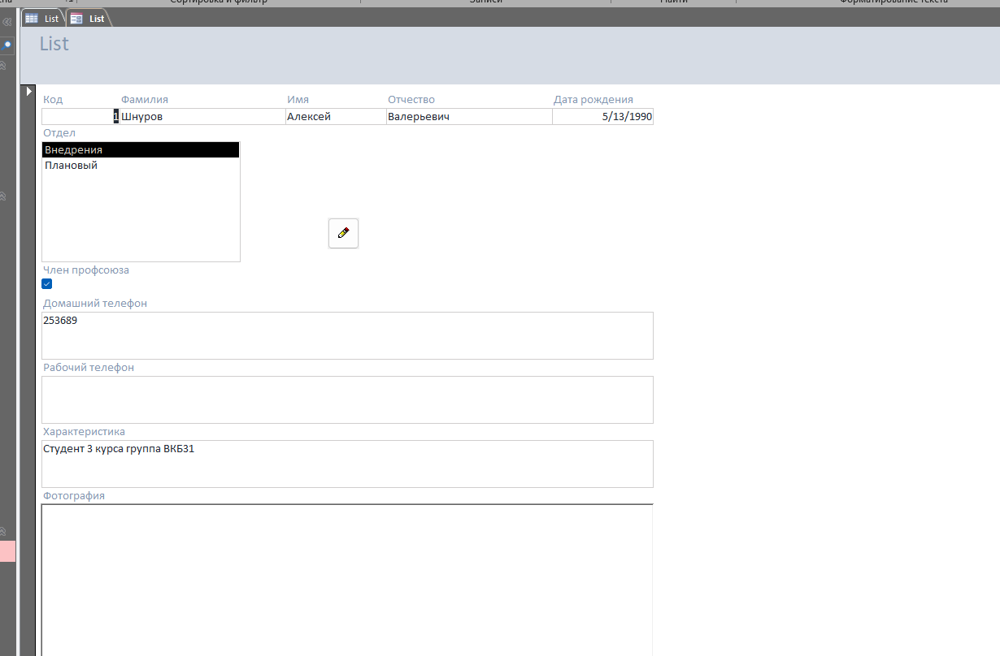 Сортировка и фильтр Записи Найти Форматирование текста
List List
List
Код Фамилия Имя Отчество Дата рождения
1 Шнуров Алексей Валерьевич 5/13/1990
Отдел
Внедрения
Плановый
Член профсоюза
Домашний телефон
253689
Рабочий телефон
Характеристика
Студент 3 курса группа ВКБ31
Фотография